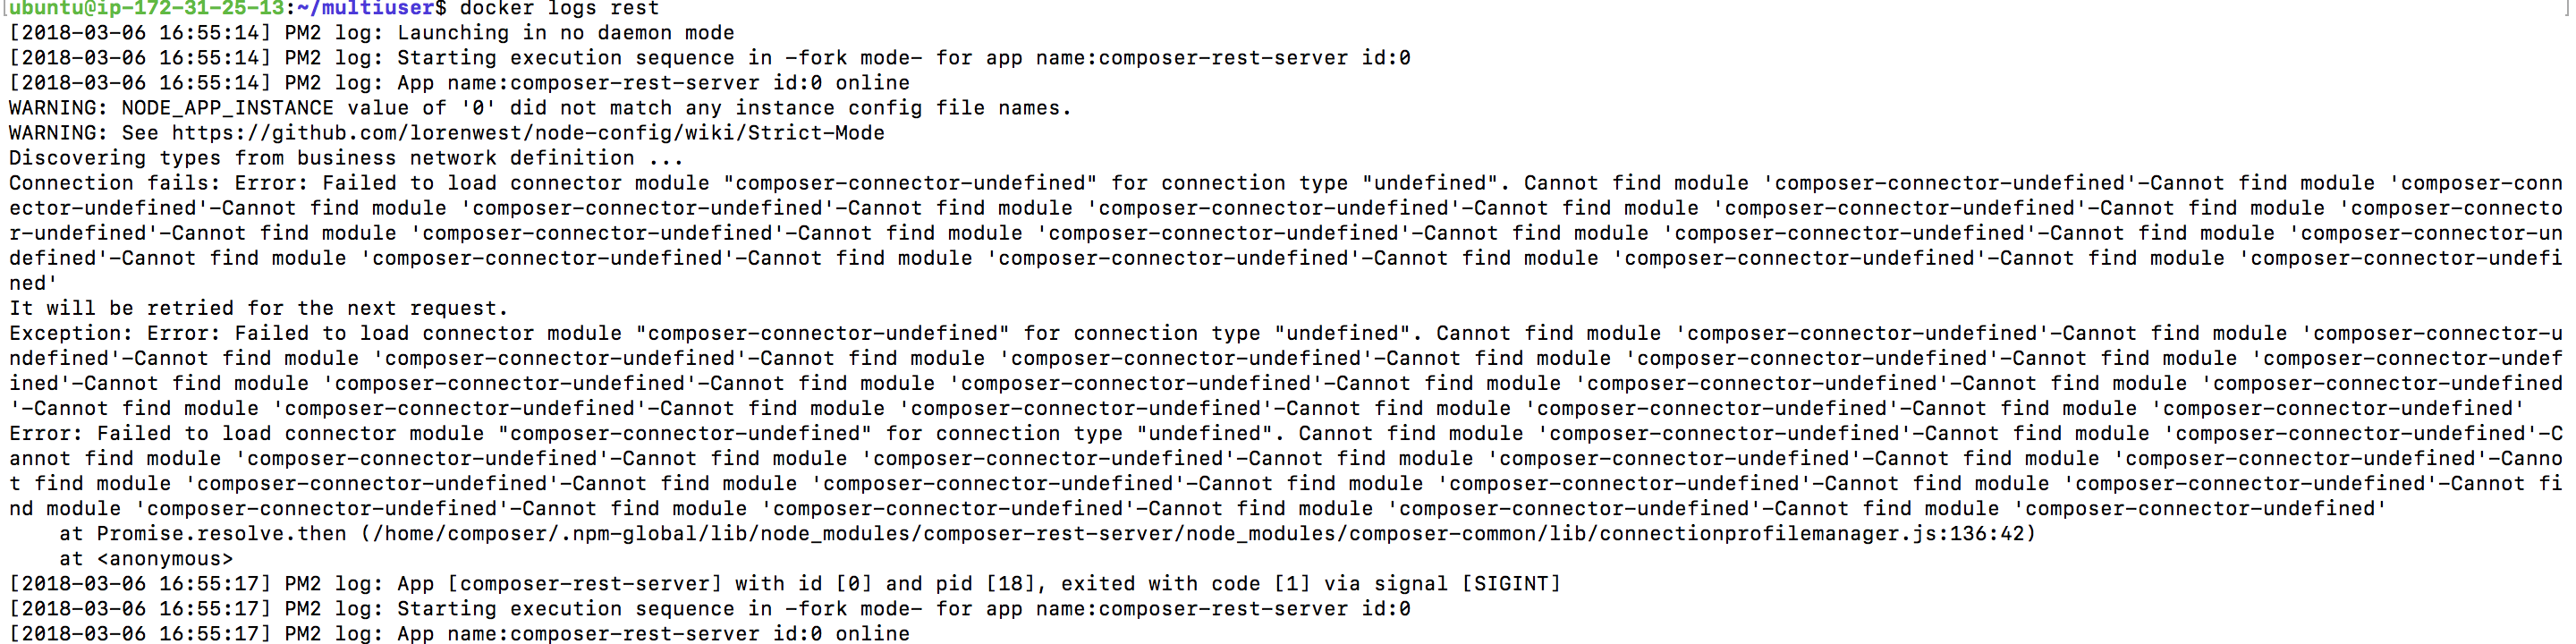 [ubuntu@ip-172-31-25-13:~/multiuser$ docker logs rest ]
[2018-03-06 16:55:14] PM2 log: Launching in no daemon mode
[2018-03-06 16:55:14] PM2 log: Starting execution sequence in -fork mode- for app name:composer-rest-server id:0
[2018-03-06 16:55:14] PM2 log: App name:composer-rest-server id:0 online
WARNING: NODE_APP_INSTANCE value of '0' did not match any instance config file names.
WARNING: See https://github.com/lorenwest/node-config/wiki/Strict-Mode
Discovering types from business network definition ...
Connection fails: Error: Failed to load connector module "composer-connector-undefined" for connection type "undefined". Cannot find module 'composer-connector-undefined'-Cannot find module 'composer-conn
ector-undefined'-Cannot find module 'composer-connector-undefined'-Cannot find module 'composer-connector-undefined'-Cannot find module 'composer-connector-undefined'-Cannot find module 'composer-connecto
r-undefined'-Cannot find module 'composer-connector-undefined'-Cannot find module 'composer-connector-undefined'-Cannot find module 'composer-connector-undefined'-Cannot find module 'composer-connector-un
defined'-Cannot find module 'composer-connector-undefined'-Cannot find module 'composer-connector-undefined'-Cannot find module 'composer-connector-undefined'-Cannot find module 'composer-connector-undefi
ned'
It will be retried for the next request.
Exception: Error: Failed to load connector module "composer-connector-undefined" for connection type "undefined". Cannot find module 'composer-connector-undefined'-Cannot find module 'composer-connector-u
ndefined'-Cannot find module 'composer-connector-undefined'-Cannot find module 'composer-connector-undefined'-Cannot find module 'composer-connector-undefined'-Cannot find module 'composer-connector-undef
ined'-Cannot find module 'composer-connector-undefined'-Cannot find module 'composer-connector-undefined'-Cannot find module 'composer-connector-undefined'-Cannot find module 'composer-connector-undefined
'-Cannot find module 'composer-connector-undefined'-Cannot find module 'composer-connector-undefined'-Cannot find module 'composer-connector-undefined'-Cannot find module 'composer-connector-undefined'
Error: Failed to load connector module "composer-connector-undefined" for connection type "undefined". Cannot find module 'composer-connector-undefined'-Cannot find module 'composer-connector-undefined'-C
annot find module 'composer-connector-undefined'-Cannot find module 'composer-connector-undefined'-Cannot find module 'composer-connector-undefined'-Cannot find module 'composer-connector-undefined'-Canno
t find module 'composer-connector-undefined'-Cannot find module 'composer-connector-undefined'-Cannot find module 'composer-connector-undefined'-Cannot find module 'composer-connector-undefined'-Cannot fi
nd module 'composer-connector-undefined'-Cannot find module 'composer-connector-undefined'-Cannot find module 'composer-connector-undefined'-Cannot find module 'composer-connector-undefined'
    at Promise.resolve.then (/home/composer/.npm-global/lib/node_modules/composer-rest-server/node_modules/composer-common/lib/connectionprofilemanager.js:136:42)
    at <anonymous>
[2018-03-06 16:55:17] PM2 log: App [composer-rest-server] with id [0] and pid [18], exited with code [1] via signal [SIGINT]
[2018-03-06 16:55:17] PM2 log: Starting execution sequence in -fork mode- for app name:composer-rest-server id:0
[2018-03-06 16:55:17] PM2 log: App name:composer-rest-server id:0 online